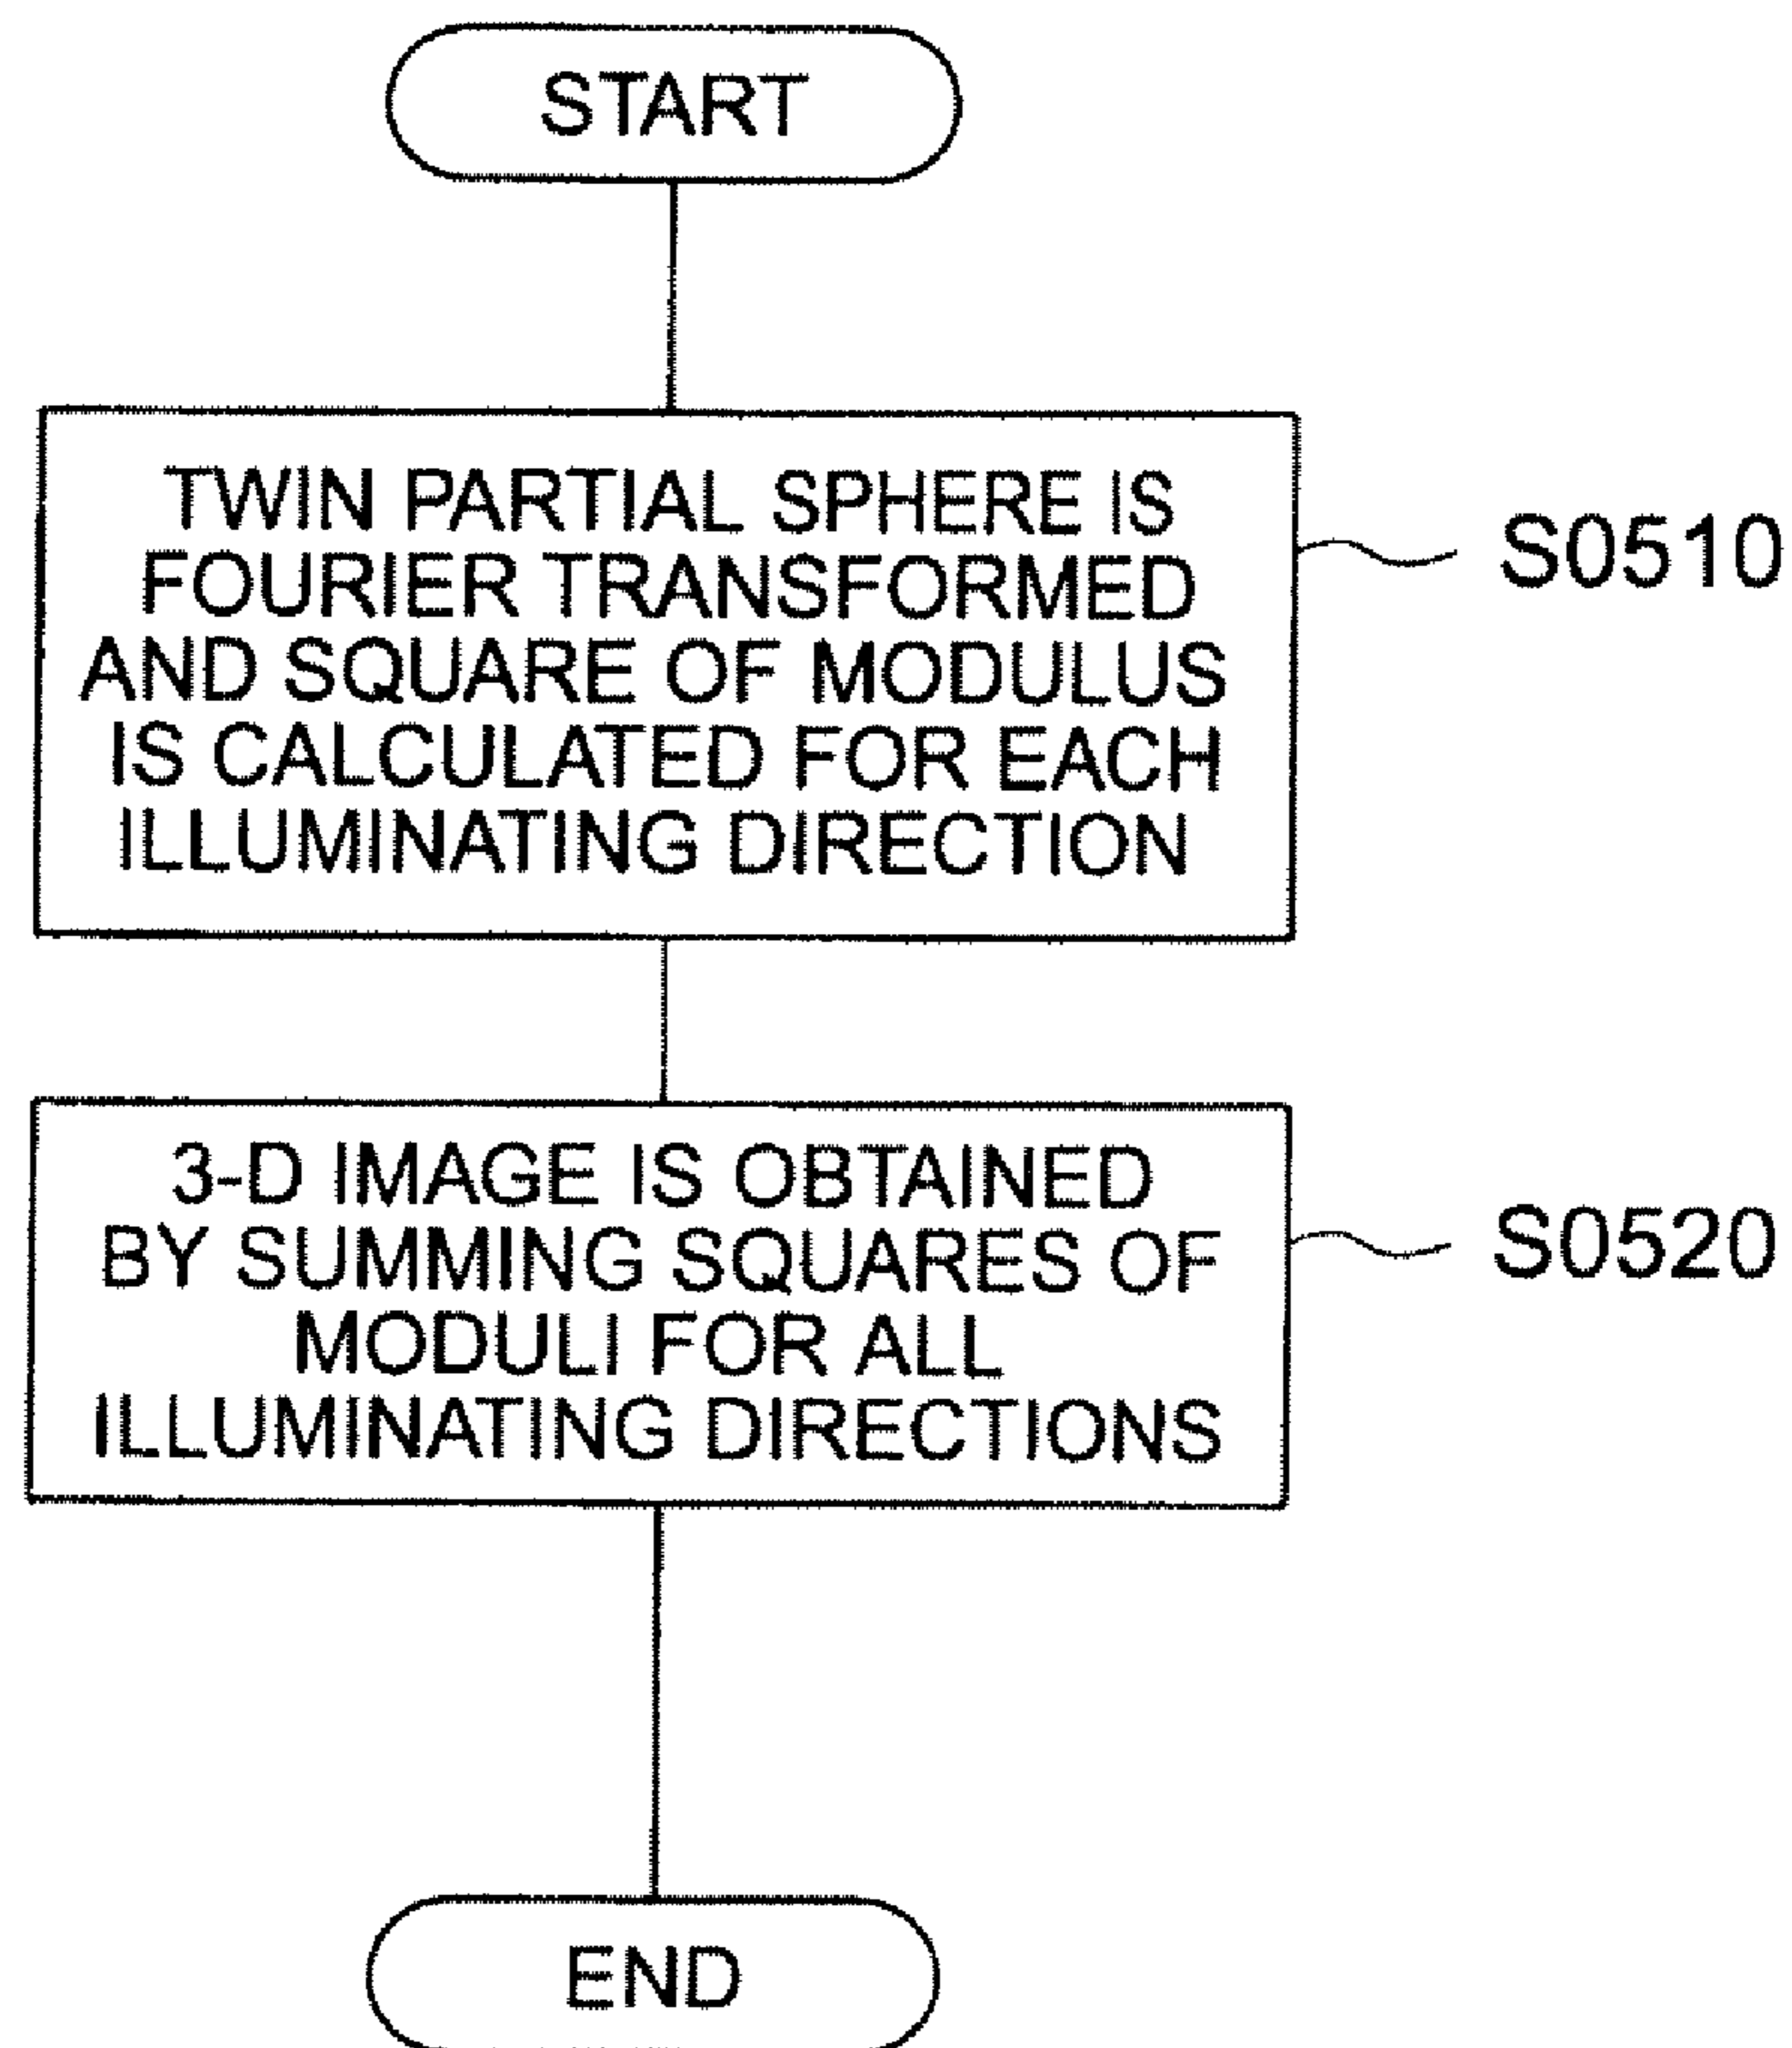 START
TWIN PARTIAL SPHERE IS
FOURIER TRANSFORMED
AND SQUARE OF MODULUS
IS CALCULATED FOR EACH
ILLUMINATING DIRECTION
S0510
3-D IMAGE IS OBTAINED
BY SUMMING SQUARES OF
MODULI FOR ALL
ILLUMINATING DIRECTIONS
S0520
END